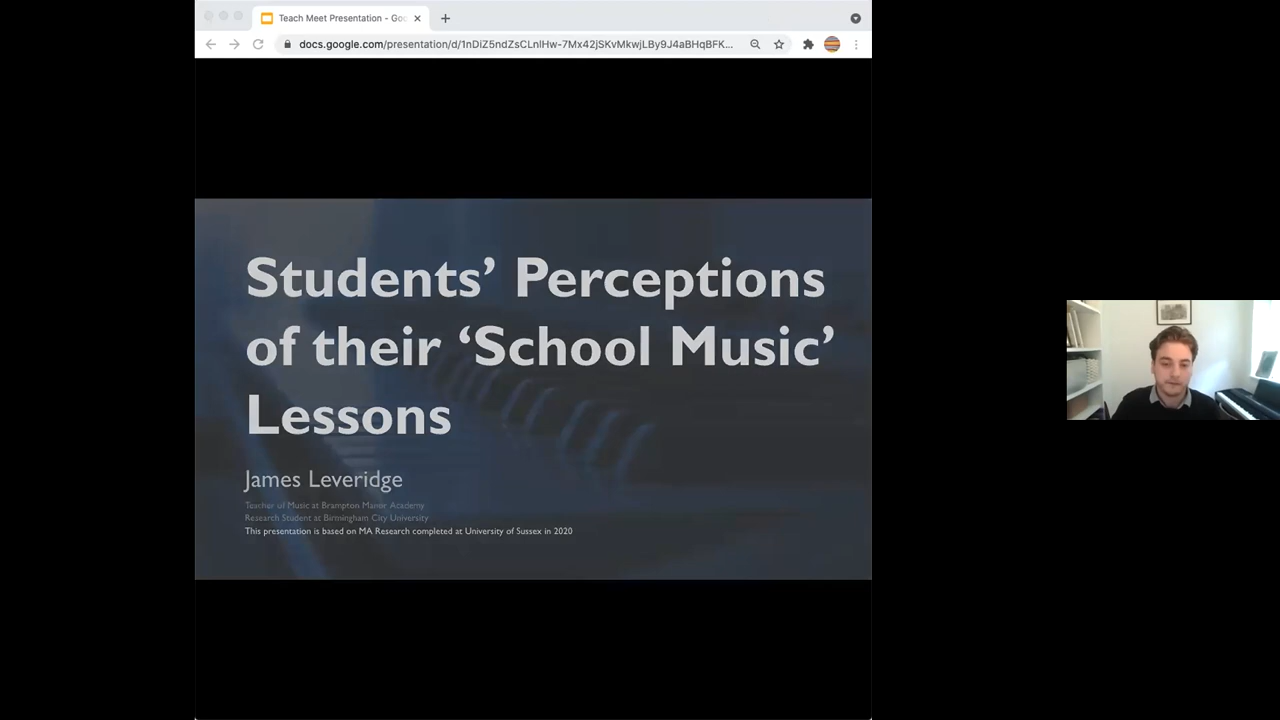 Teach Meet Presentation - Goo
docs.google.com/presentation/d/1nDiZ5ndZsCLnIHw-7Mx42jSKvMkwjLBy9J4aBHqBFK...
Students’ Perceptions
of their ‘School Music’
Lessons
James Leveridge
Teacher of Music at Brampton Manor Academy
Research Student at Birmingham City University
This presentation is based on MA Research completed at University of Sussex in 2020